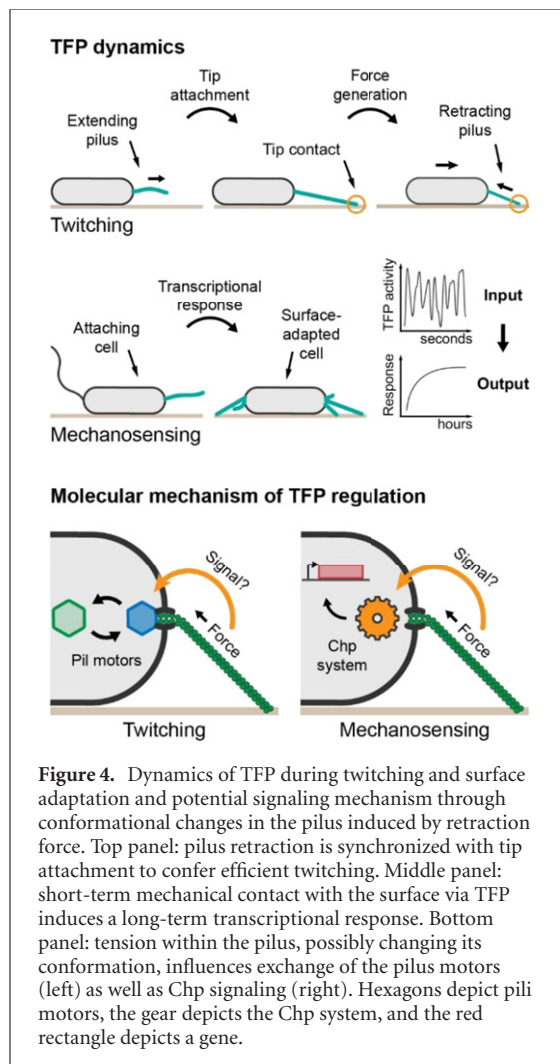 TFP dynamics
Tip
attachment
Force
generation
Extending
pilus
Tip contact
Retracting
pilus
Twitching
Transcriptional
response
Attaching
cell
Surface-
adapted
cell
Mechanosensing
TFP activity
seconds
Input
Response
hours
Output
Molecular mechanism of TFP regulation
Signal?
Force
Pil motors
Twitching
Signal?
Force
Chp
system
Mechanosensing
Figure 4. Dynamics of TFP during twitching and surface
adaptation and potential signaling mechanism through
conformational changes in the pilus induced by retraction
force. Top panel: pilus retraction is synchronized with tip
attachment to confer efficient twitching. Middle panel:
short-term mechanical contact with the surface via TFP
induces a long-term transcriptional response. Bottom
panel: tension within the pilus, possibly changing its
conformation, influences exchange of the pilus motors
(left) as well as Chp signaling (right). Hexagons depict pili
motors, the gear depicts the Chp system, and the red
rectangle depicts a gene.